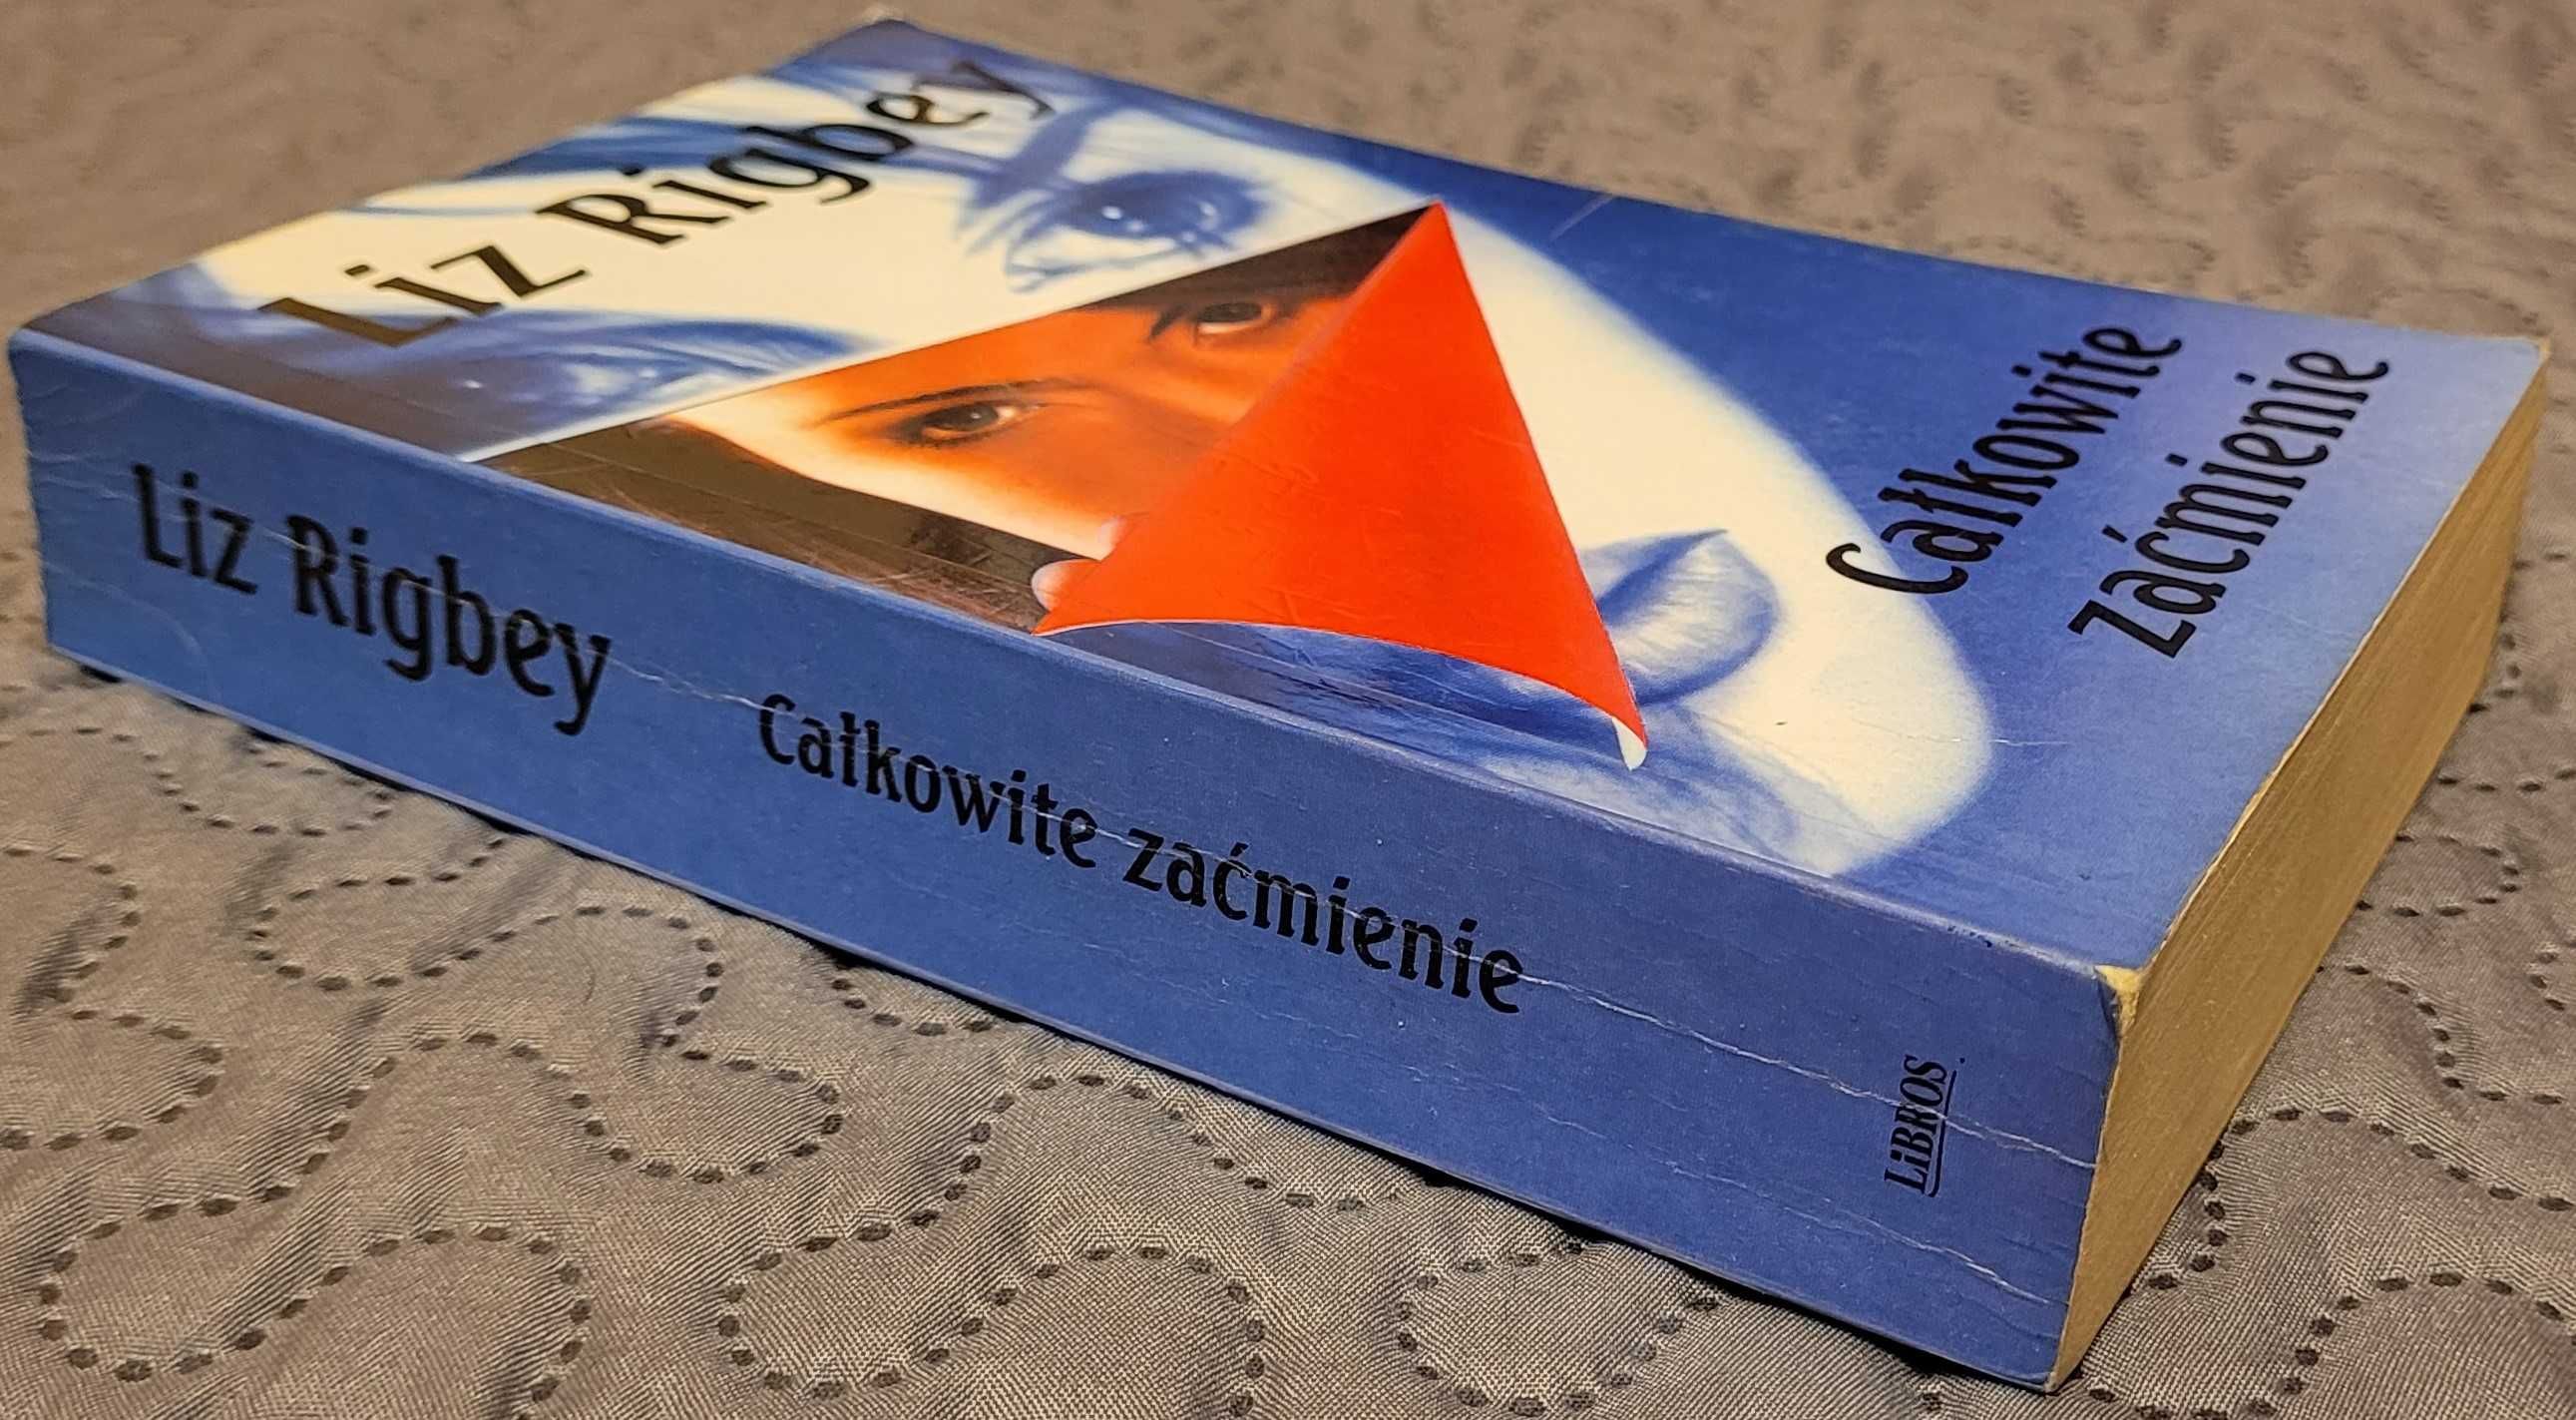 Liz Rigbey
Całkowite
zaćmienie
Liz Rigbey
Całkowite zaćmienie
LiBROS